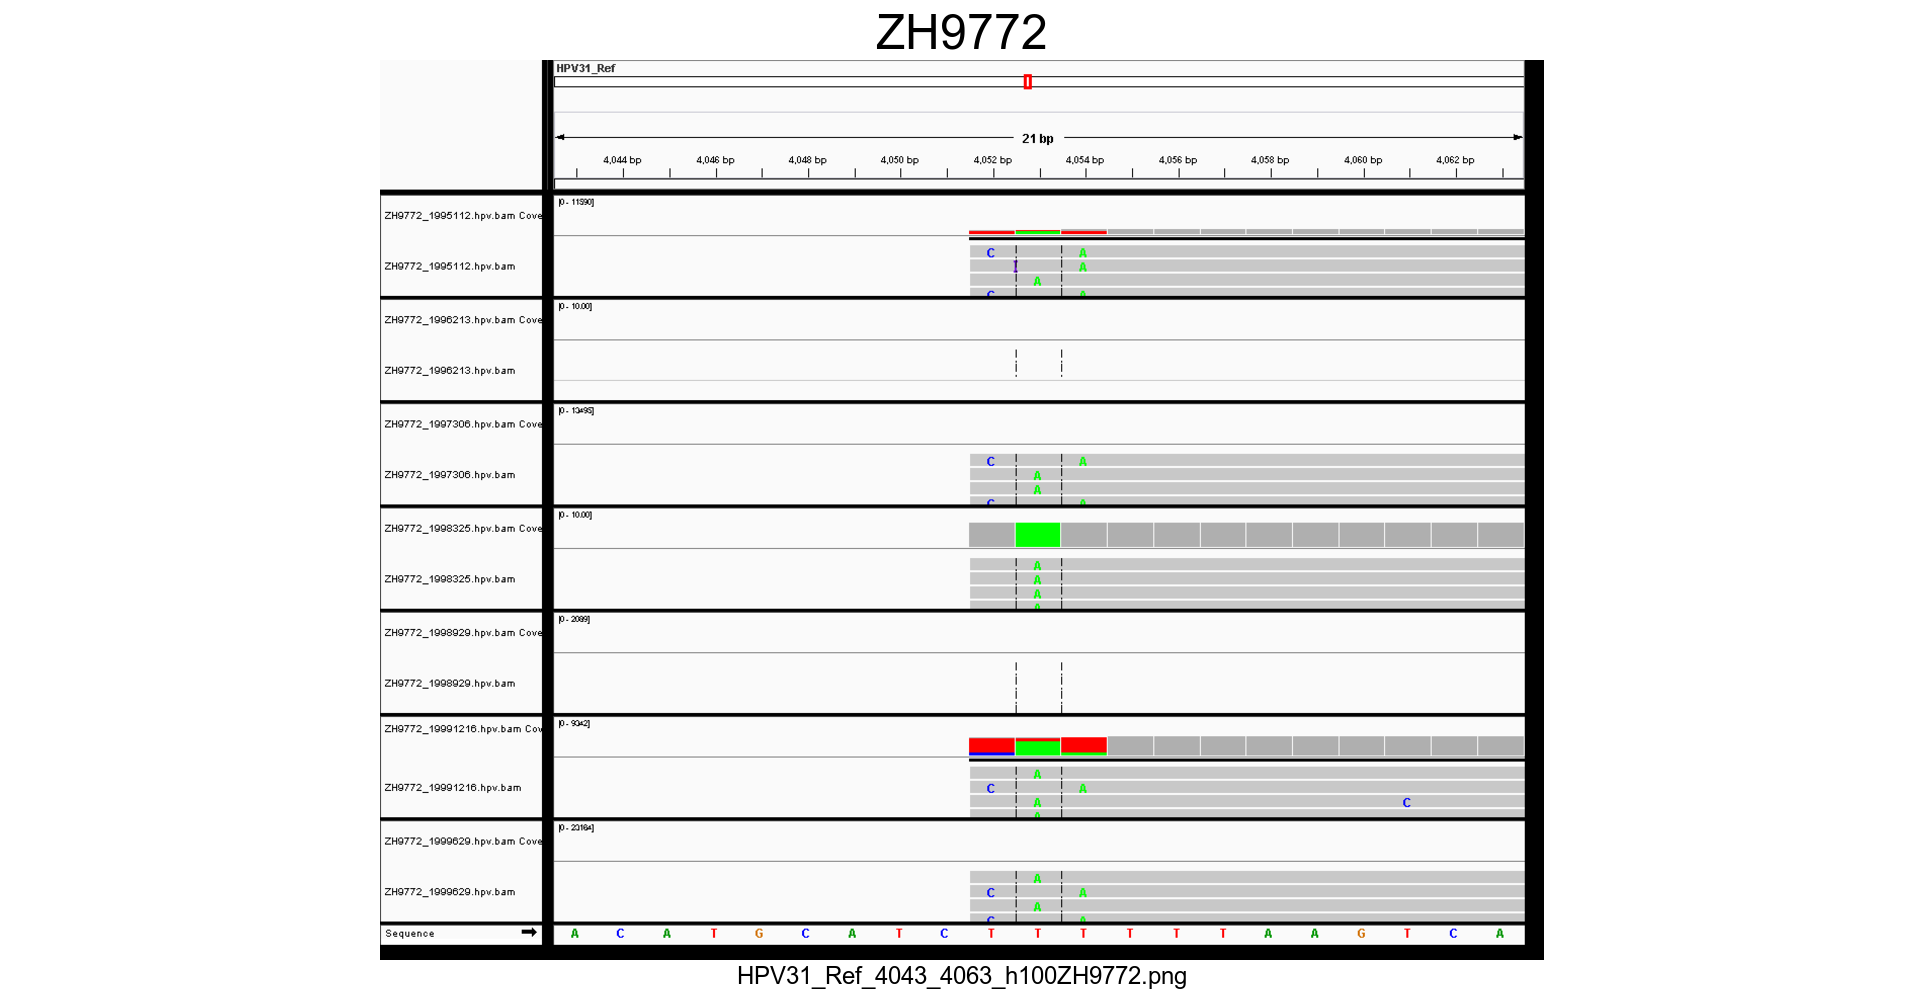 ZH9772
HPV31_Ref
21 bp
4,044 bp 4,046 bp 4,048 bp 4,050 bp 4,052 bp 4,054 bp 4,056 bp 4,058 bp 4,060 bp 4,062 bp
[0 - 11590]
ZH9772_1995112.hpv.bam Cove
C A
ZH9772_1995112.hpv.bam I A
A
C A
[0 - 10.00]
ZH9772_1996213.hpv.bam Cove
ZH9772_1996213.hpv.bam
[0 - 13495]
ZH9772_1997306.hpv.bam Cove
C A
ZH9772_1997306.hpv.bam A
A
C A
[0 - 10.00]
ZH9772_1998325.hpv.bam Cove
A
ZH9772_1998325.hpv.bam A
A
A
[0 - 2089]
ZH9772_1998929.hpv.bam Cove
ZH9772_1998929.hpv.bam
[0 - 9342]
ZH9772_19991216.hpv.bam Cov
A
ZH9772_19991216.hpv.bam C A
A C
A
[0 - 23164]
ZH9772_1999629.hpv.bam Cove
A
ZH9772_1999629.hpv.bam C A
A
C A
Sequence A C A T G C A T C T T T T T T A A G T C A
HPV31_Ref_4043_4063_h100ZH9772.png